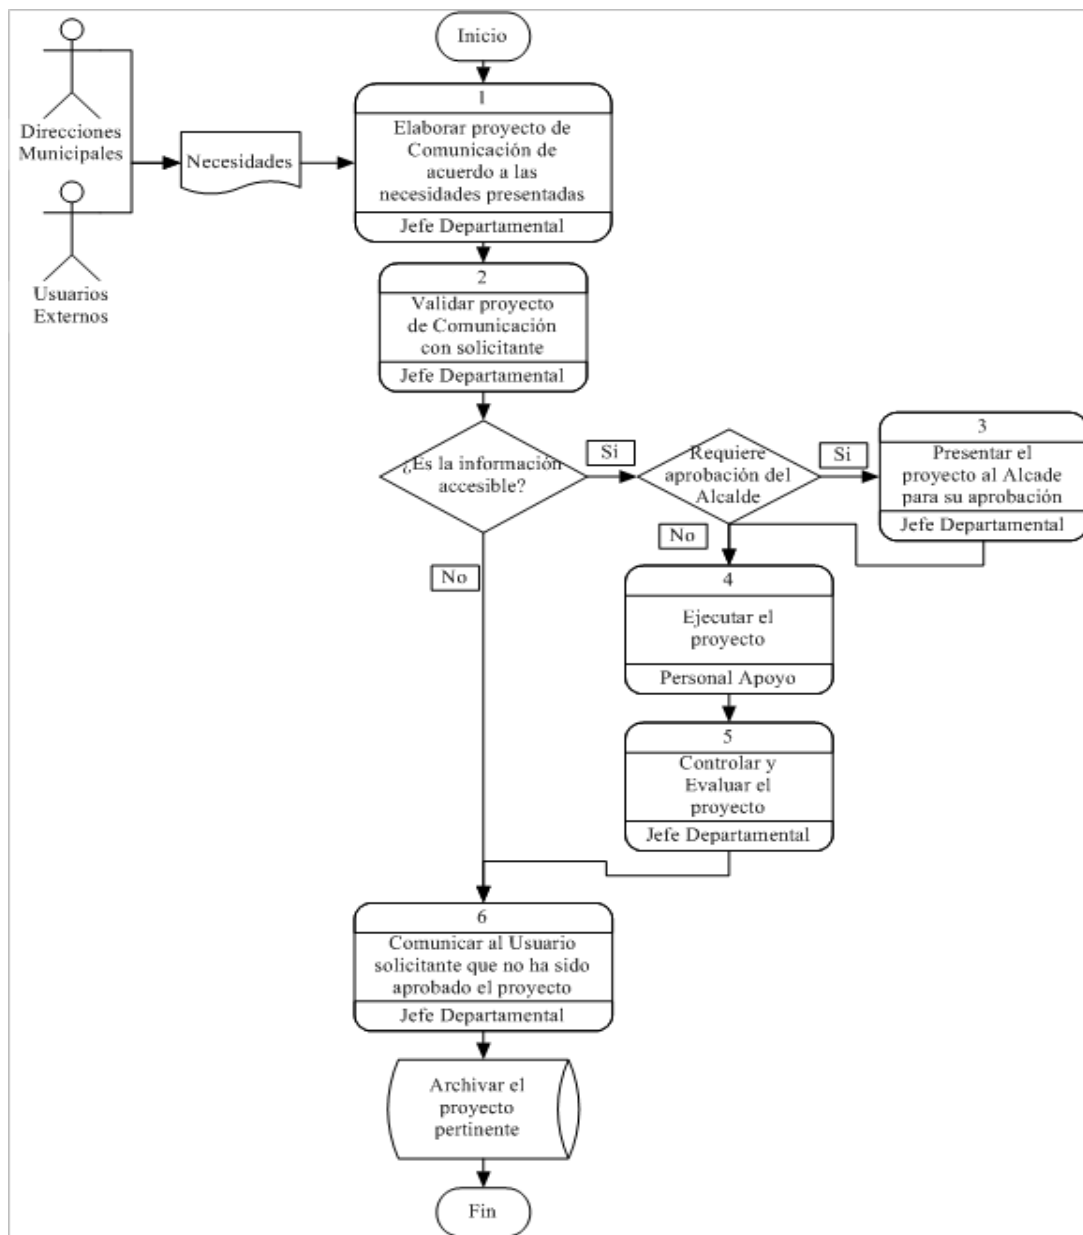 Inicio
Direcciones
Municipales
Necesidades
Usuarios
Externos
1
Elaborar proyecto de
Comunicación de
acuerdo a las
necesidades presentadas
Jefe Departamental
2
Validar proyecto
de Comunicación
con solicitante
Jefe Departamental
¿Es la información
accesible?
Si
No
Requiere
aprobación del
Alcalde
Si
No
3
Presentar el
proyecto al Alcade
para su aprobación
Jefe Departamental
4
Ejecutar el
proyecto
Personal Apoyo
5
Controlar y
Evaluar el
proyecto
Jefe Departamental
6
Comunicar al Usuario
solicitante que no ha sido
aprobado el proyecto
Jefe Departamental
Archivar el
proyecto
pertinente
Fin